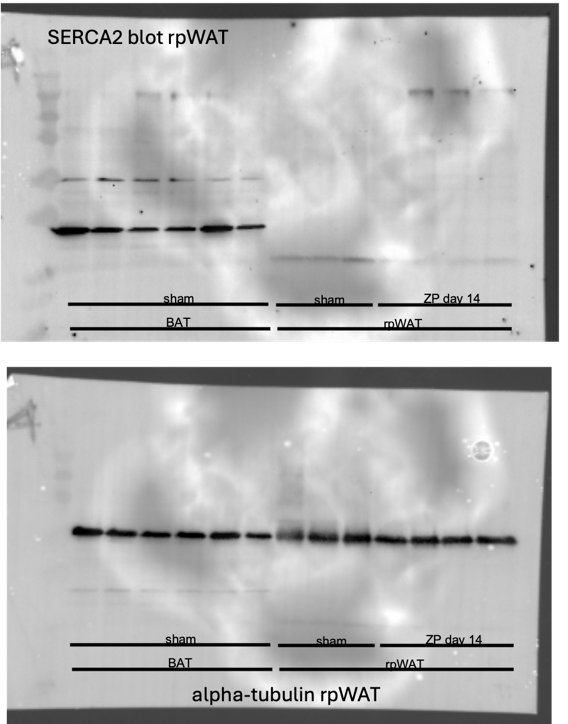 SERCA2 blot rpWAT
sham sham ZP day 14
BAT rpWAT
sham sham ZP day 14
BAT rpWAT
alpha-tubulin rpWAT